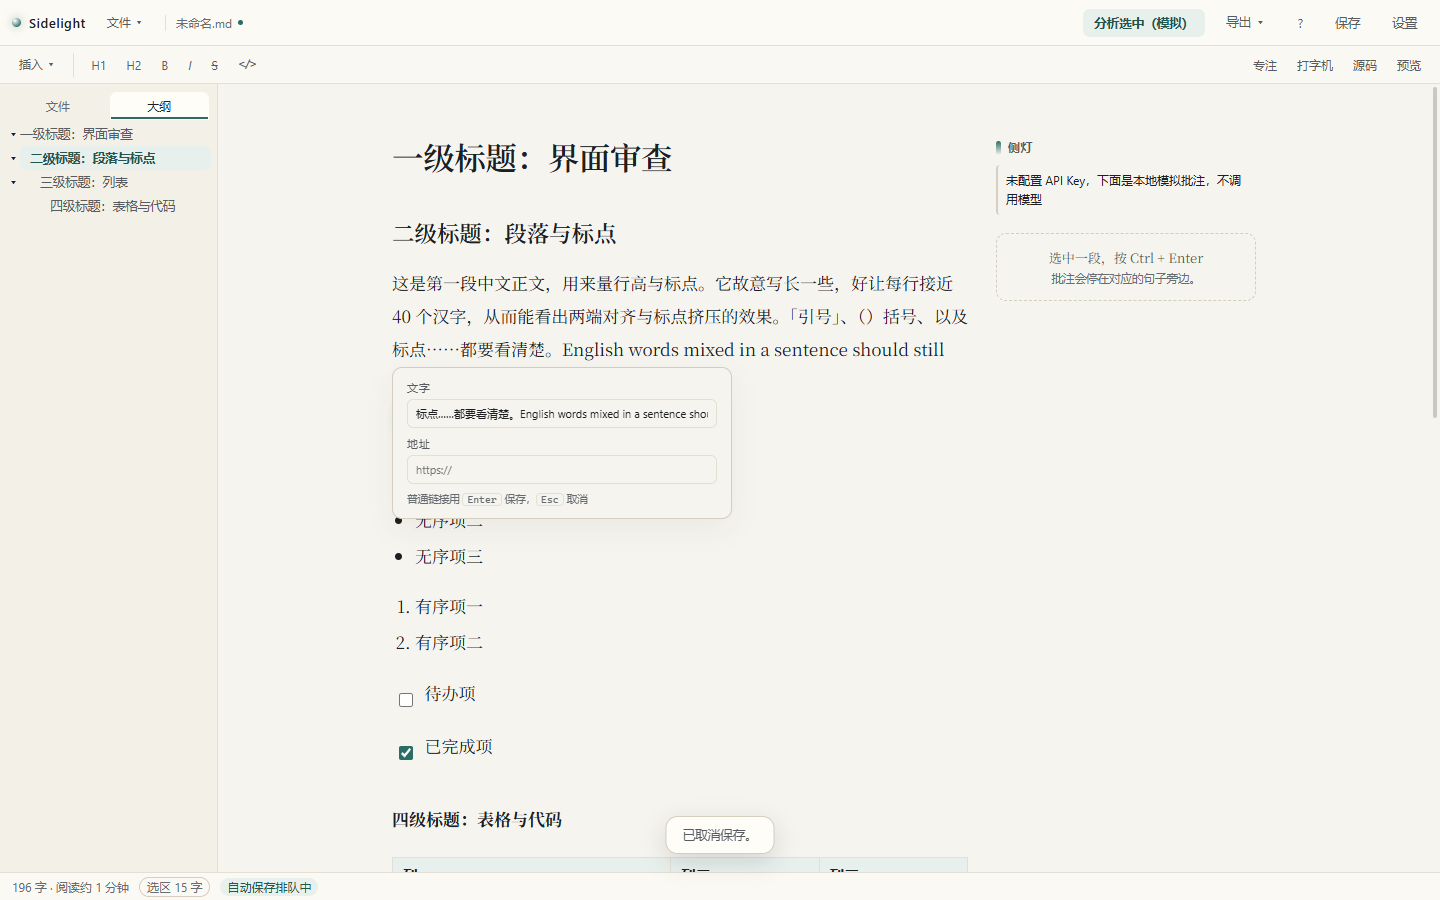 Sidelight 文件 ▾ 未命名.md
分析选中（模拟） 导出 ▾ ? 保存 设置
插入 ▾ H1 H2 B I S </>
专注 打字机 源码 预览
文件 大纲
一级标题：界面审查
二级标题：段落与标点
三级标题：列表
四级标题：表格与代码
一级标题：界面审查
二级标题：段落与标点
这是第一段中文正文，用来量行高与标点。它故意写长一些，好让每行接近
40 个汉字，从而能看出两端对齐与标点挤压的效果。「引号」、（）括号、以及
标点……都要看清楚。English words mixed in a sentence should still
文字
标点……都要看清楚。English words mixed in a sentence shou
地址
https://
普通链接用 Enter 保存，Esc 取消
无序项二
无序项三
1. 有序项一
2. 有序项二
待办项
已完成项
四级标题：表格与代码
侧灯
未配置 API Key，下面是本地模拟批注，不调
用模型
选中一段，按 Ctrl + Enter
批注会停在对应的句子旁边。
已取消保存。
196 字 · 阅读约 1 分钟 选区 15 字 自动保存排队中